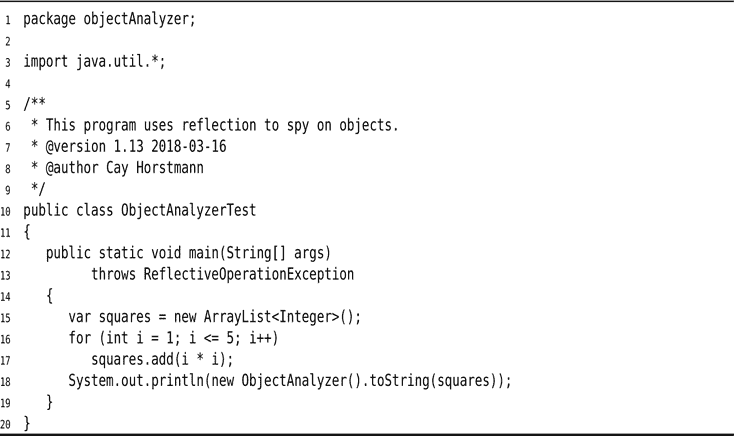 1 package objectAnalyzer;
2
3 import java.util.*;
4
5 /**
6  * This program uses reflection to spy on objects.
7  * @version 1.13 2018-03-16
8  * @author Cay Horstmann
9  */
10 public class ObjectAnalyzerTest
11 {
12    public static void main(String[] args)
13          throws ReflectiveOperationException
14    {
15       var squares = new ArrayList<Integer>();
16       for (int i = 1; i <= 5; i++)
17          squares.add(i * i);
18       System.out.println(new ObjectAnalyzer().toString(squares));
19    }
20 }